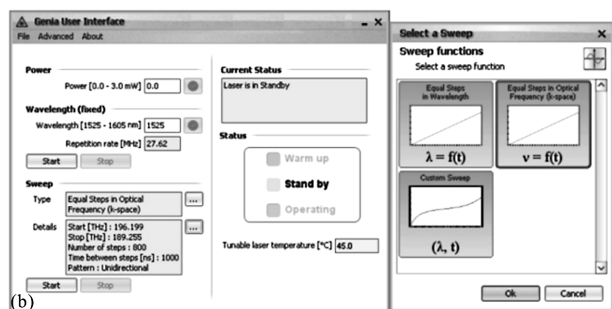 Genia User Interface
File Advanced About
Power
Power [0.0 - 3.0 mW] 0.0
Wavelength (fixed)
Wavelength [1525 - 1605 nm] 1525
Repetition rate [MHz] 27.62
Start Stop
Sweep
Type Equal Steps in Optical Frequency (k-space) ...
Details Start [THz] : 196.199 ...
Stop [THz] : 189.255
Number of steps : 800
Time between steps [ns] : 1000
Pattern : Unidirectional
Start Stop
(b)
Current Status
Laser is in Standby
Status
Warm up
Stand by
Operating
Tunable laser temperature [°C] 45.0
Select a Sweep
Sweep functions
Select a sweep function
Equal Steps
in Wavelength
λ = f(t)
Equal Steps in Optical
Frequency (k-space)
ν = f(t)
Custom Sweep
(λ, t)
Ok Cancel